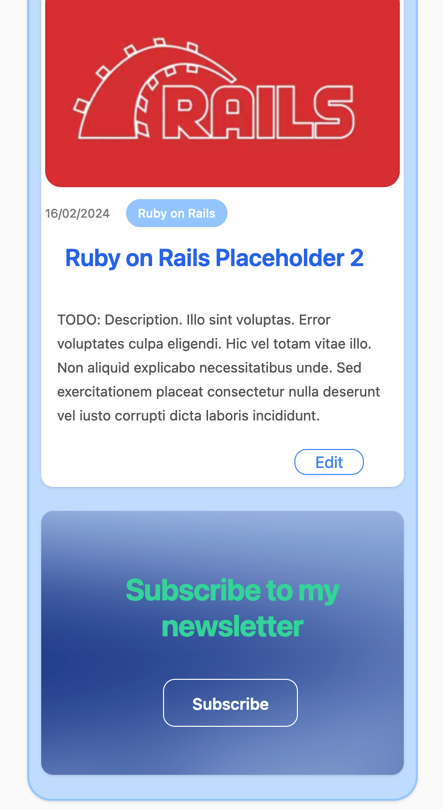 RAILS
16/02/2024 Ruby on Rails
Ruby on Rails Placeholder 2
TODO: Description. Illo sint voluptas. Error
voluptates culpa eligendi. Hic vel totam vitae illo.
Non aliquid explicabo necessitatibus unde. Sed
exercitationem placeat consectetur nulla deserunt
vel iusto corrupti dicta laboris incididunt.
Edit
Subscribe to my
newsletter
Subscribe